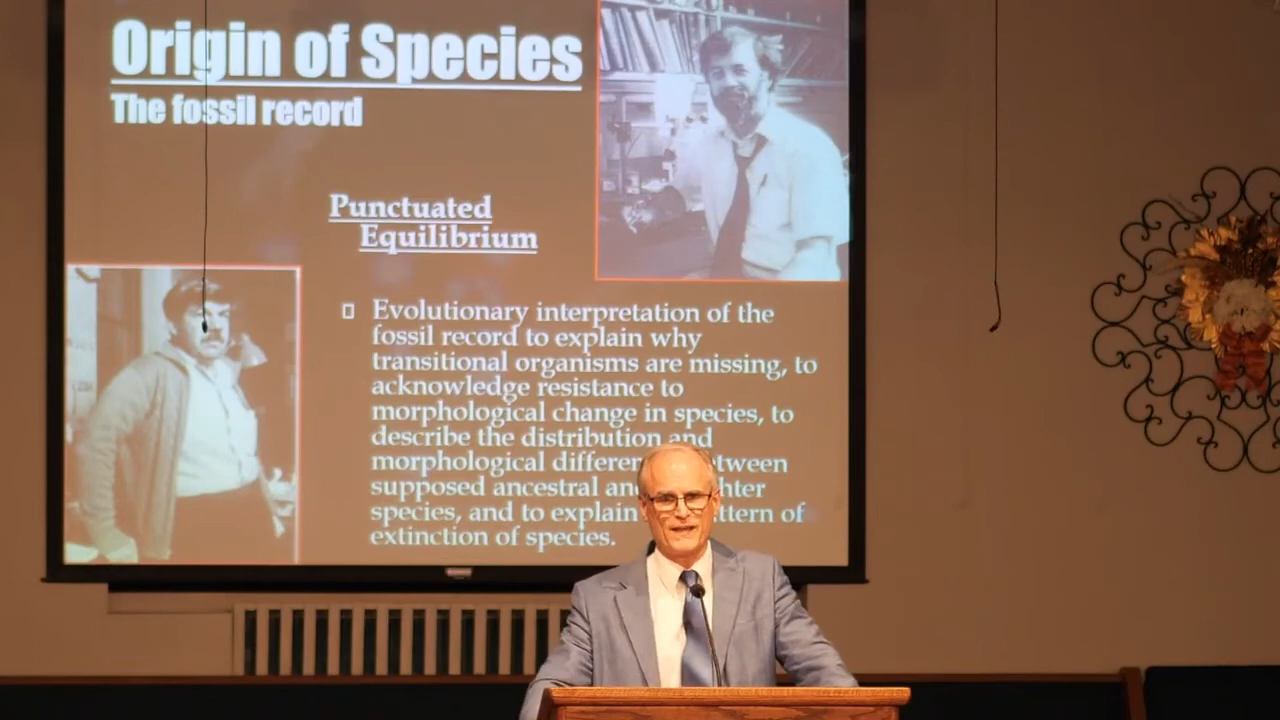 Origin of Species
The fossil record
Punctuated
Equilibrium
Evolutionary interpretation of the
fossil record to explain why
transitional organisms are missing, to
acknowledge resistance to
morphological change in species, to
describe the distribution and
morphological
supposed ancestral
species, and to explain of
extinction of species.